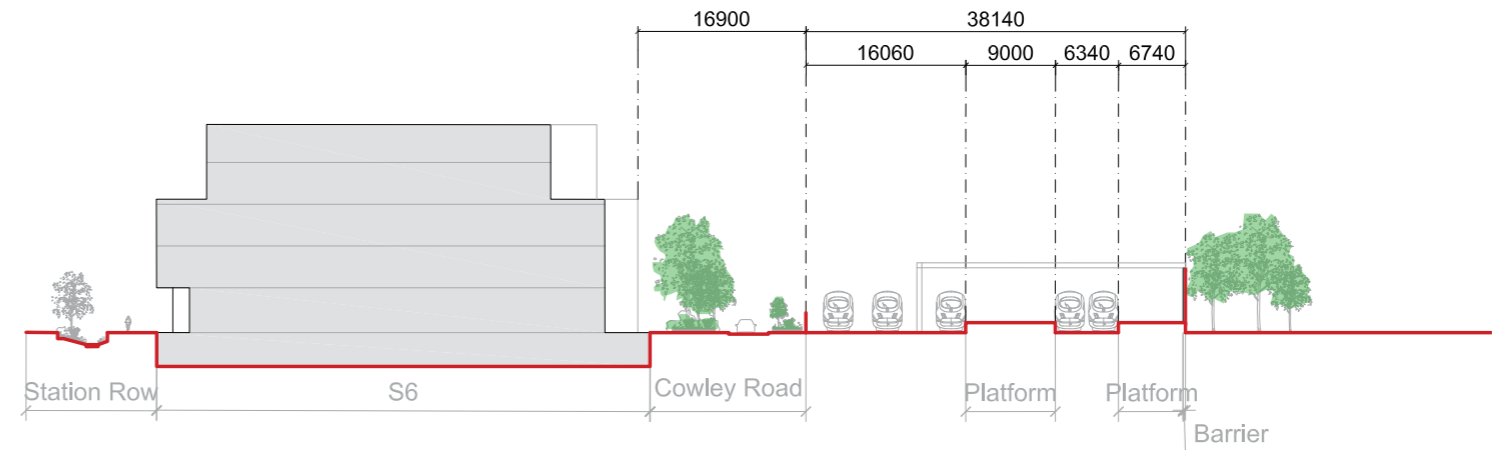 16900
38140
16060
9000
6340
6740
Station Row
S6
Cowley Road
Platform
Platform
Barrier